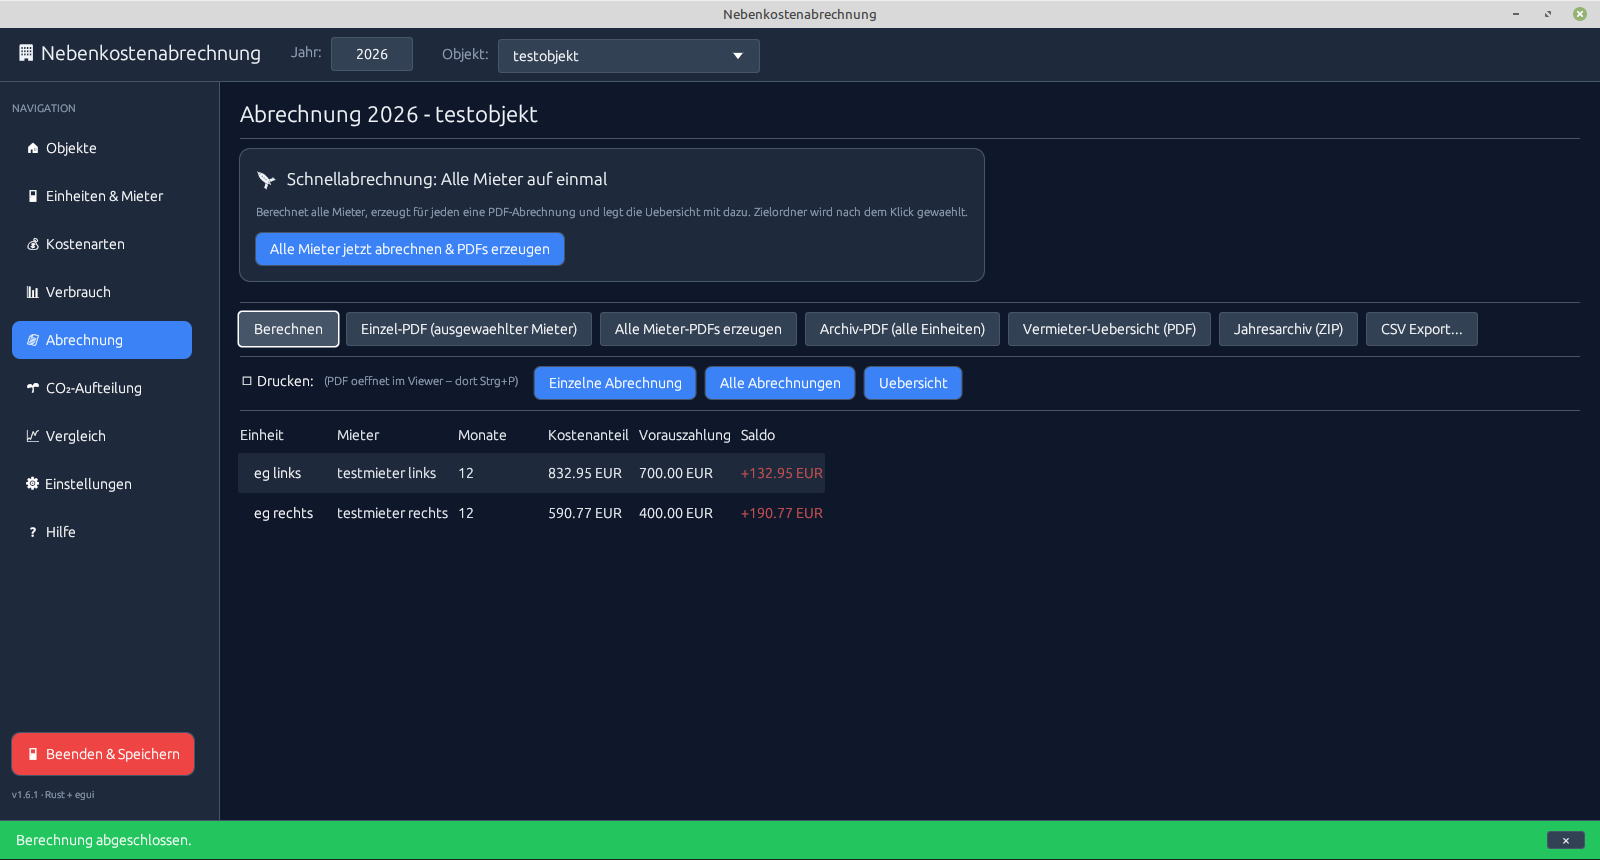 Nebenkostenabrechnung
Nebenkostenabrechnung Jahr: 2026 Objekt: testobjekt
NAVIGATION
Objekte
Einheiten & Mieter
Kostenarten
Verbrauch
Abrechnung
CO₂-Aufteilung
Vergleich
Einstellungen
? Hilfe
Beenden & Speichern
v1.6.1 · Rust + egui
Abrechnung 2026 - testobjekt
Schnellabrechnung: Alle Mieter auf einmal
Berechnet alle Mieter, erzeugt für jeden eine PDF-Abrechnung und legt die Uebersicht mit dazu. Zielordner wird nach dem Klick gewaehlt.
Alle Mieter jetzt abrechnen & PDFs erzeugen
Berechnen Einzel-PDF (ausgewaehlter Mieter) Alle Mieter-PDFs erzeugen Archiv-PDF (alle Einheiten) Vermieter-Uebersicht (PDF) Jahresarchiv (ZIP) CSV Export...
Drucken: (PDF oeffnet im Viewer – dort Strg+P) Einzelne Abrechnung Alle Abrechnungen Uebersicht
Einheit Mieter Monate Kostenanteil Vorauszahlung Saldo
eg links testmieter links 12 832.95 EUR 700.00 EUR +132.95 EUR
eg rechts testmieter rechts 12 590.77 EUR 400.00 EUR +190.77 EUR
Berechnung abgeschlossen. ×